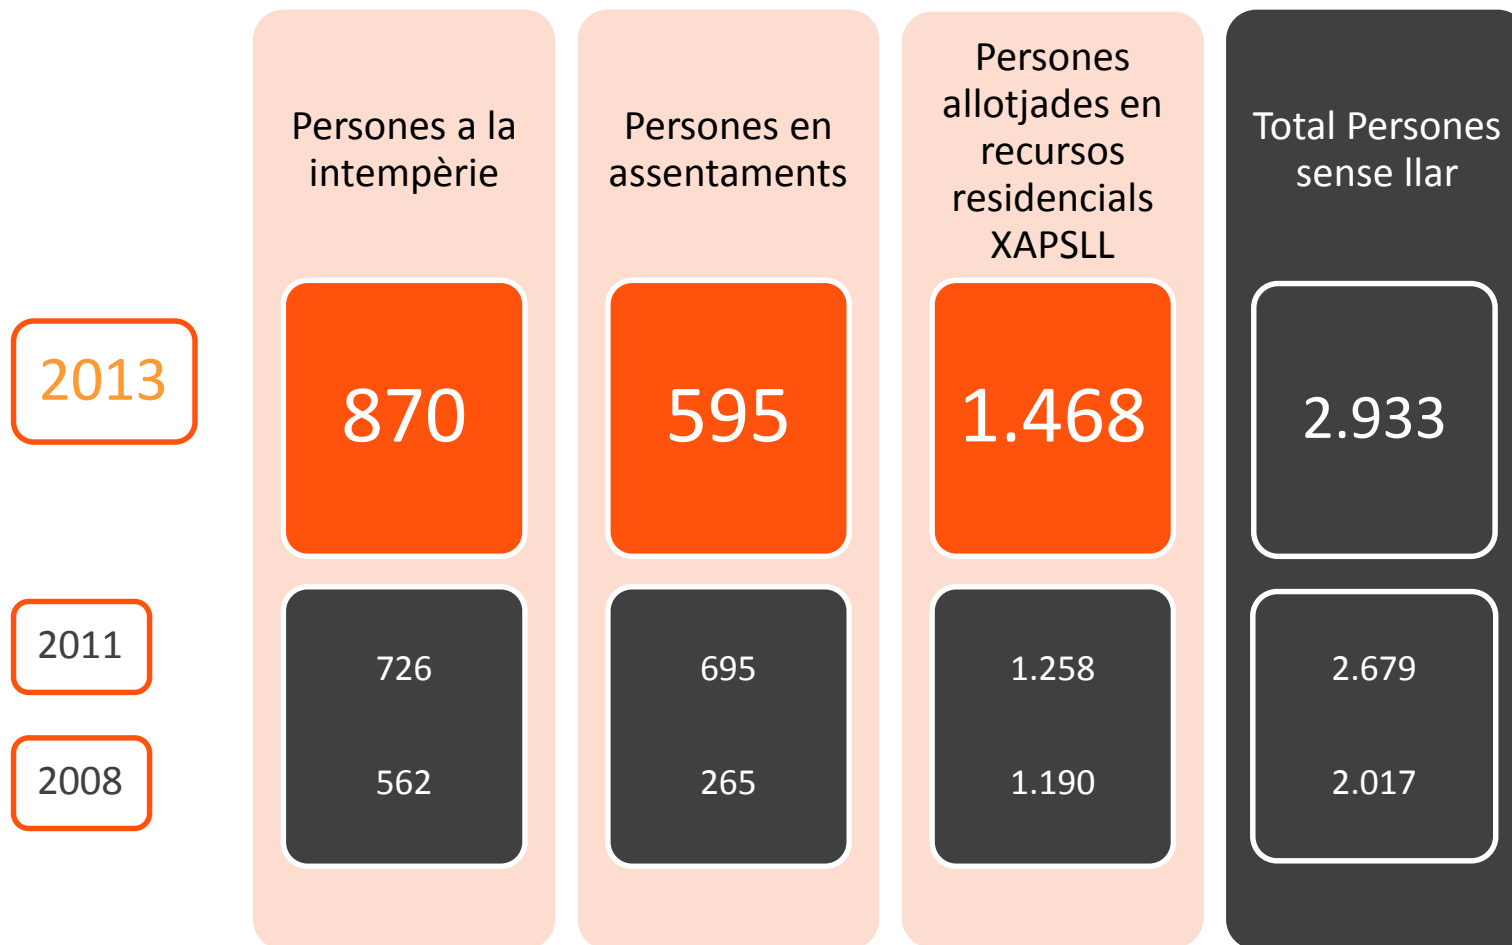 Persones a la
intempèrie
Persones en
assentaments
Persones
allotjades en
recursos
residencials
XAPSLL
Total Persones
sense llar
2013
870
595
1.468
2.933
2011
726
695
1.258
2.679
2008
562
265
1.190
2.017